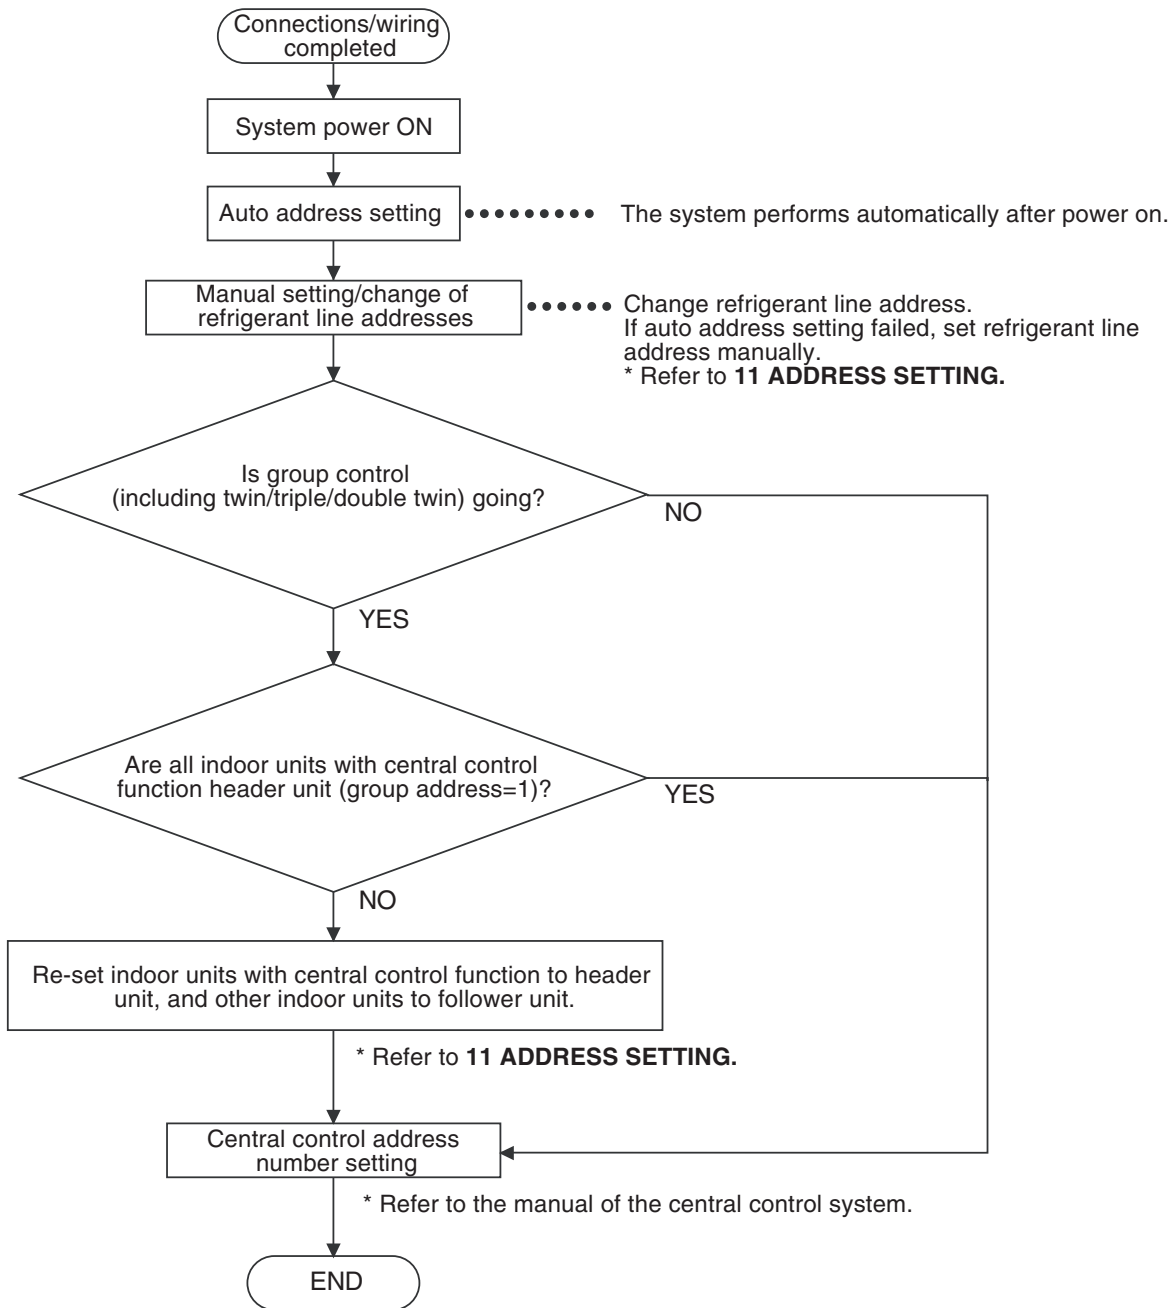 Connections/wiring
completed
System power ON
Auto address setting
The system performs automatically after power on.
Manual setting/change of
refrigerant line addresses
Change refrigerant line address.
If auto address setting failed, set refrigerant line
address manually.
* Refer to 11 ADDRESS SETTING.
Is group control
(including twin/triple/double twin) going?
NO
YES
Are all indoor units with central control
function header unit (group address=1)?
YES
NO
Re-set indoor units with central control function to header
unit, and other indoor units to follower unit.
* Refer to 11 ADDRESS SETTING.
Central control address
number setting
* Refer to the manual of the central control system.
END